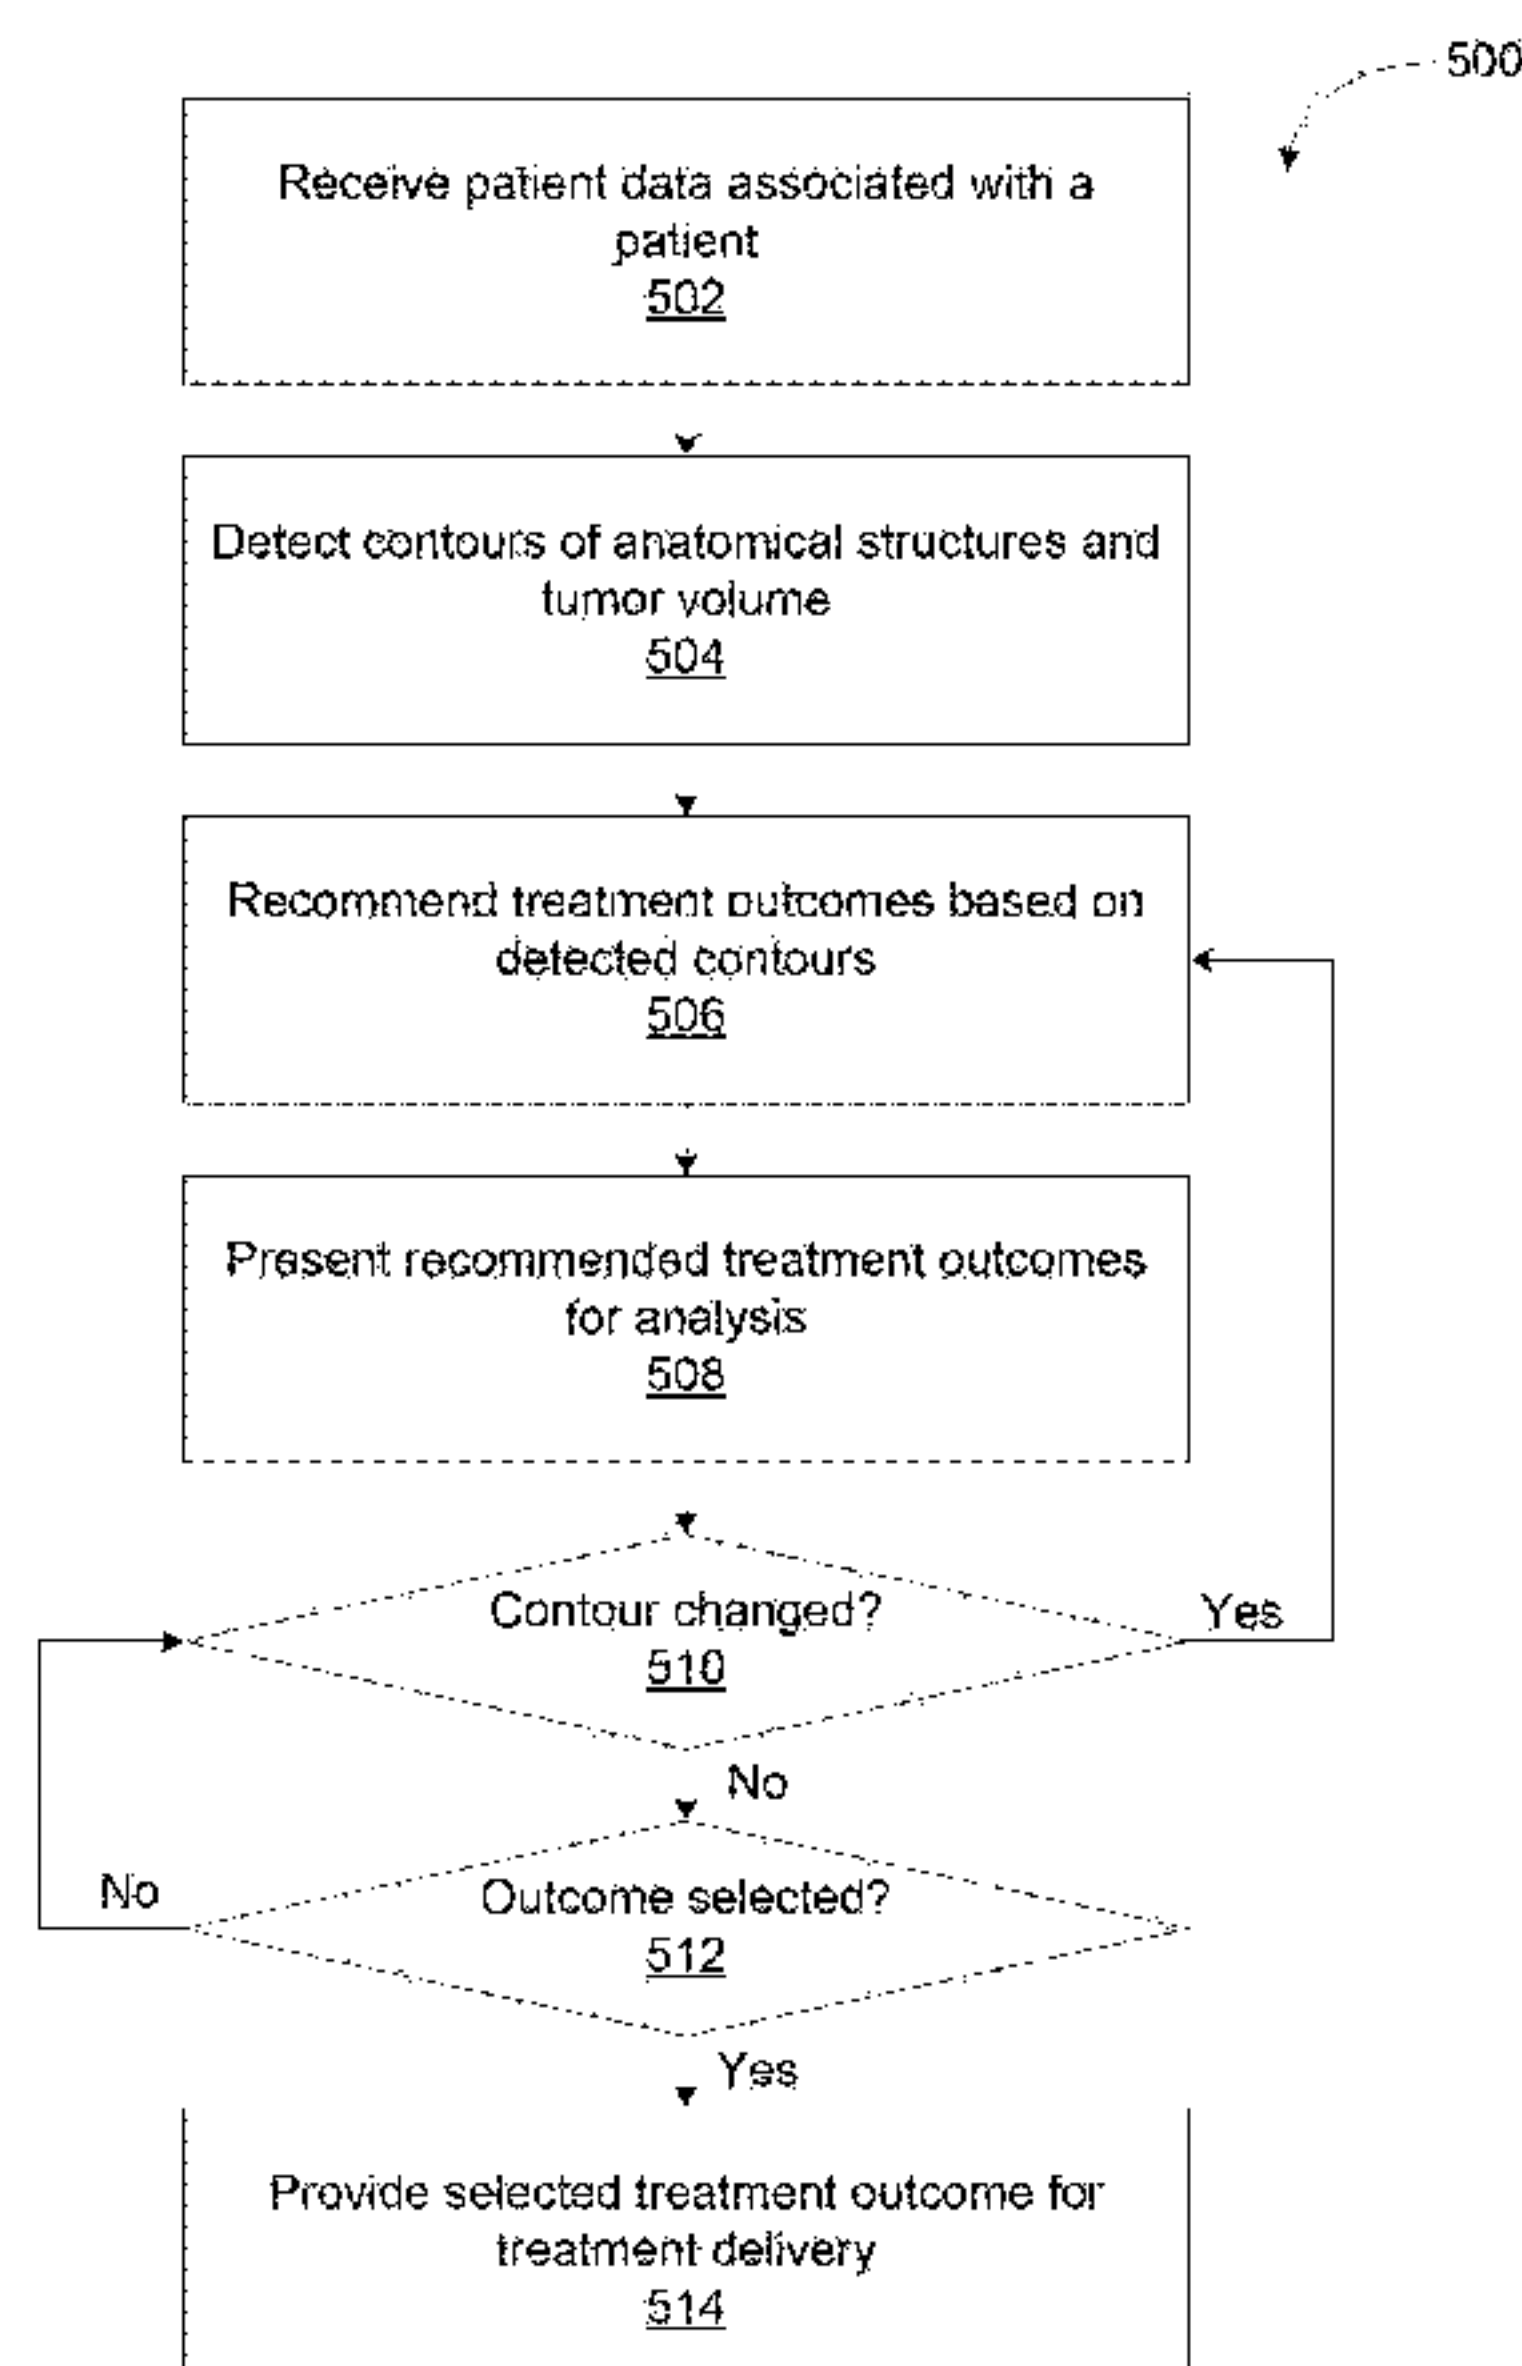 500
Receive patient data associated with a
patient
502
Detect contours of anatomical structures and
tumor volume
504
Recommend treatment outcomes based on
detected contours
506
Present recommended treatment outcomes
for analysis
508
Contour changed?
510
Yes
No
Outcome selected?
512
No
Yes
Provide selected treatment outcome for
treatment delivery
514